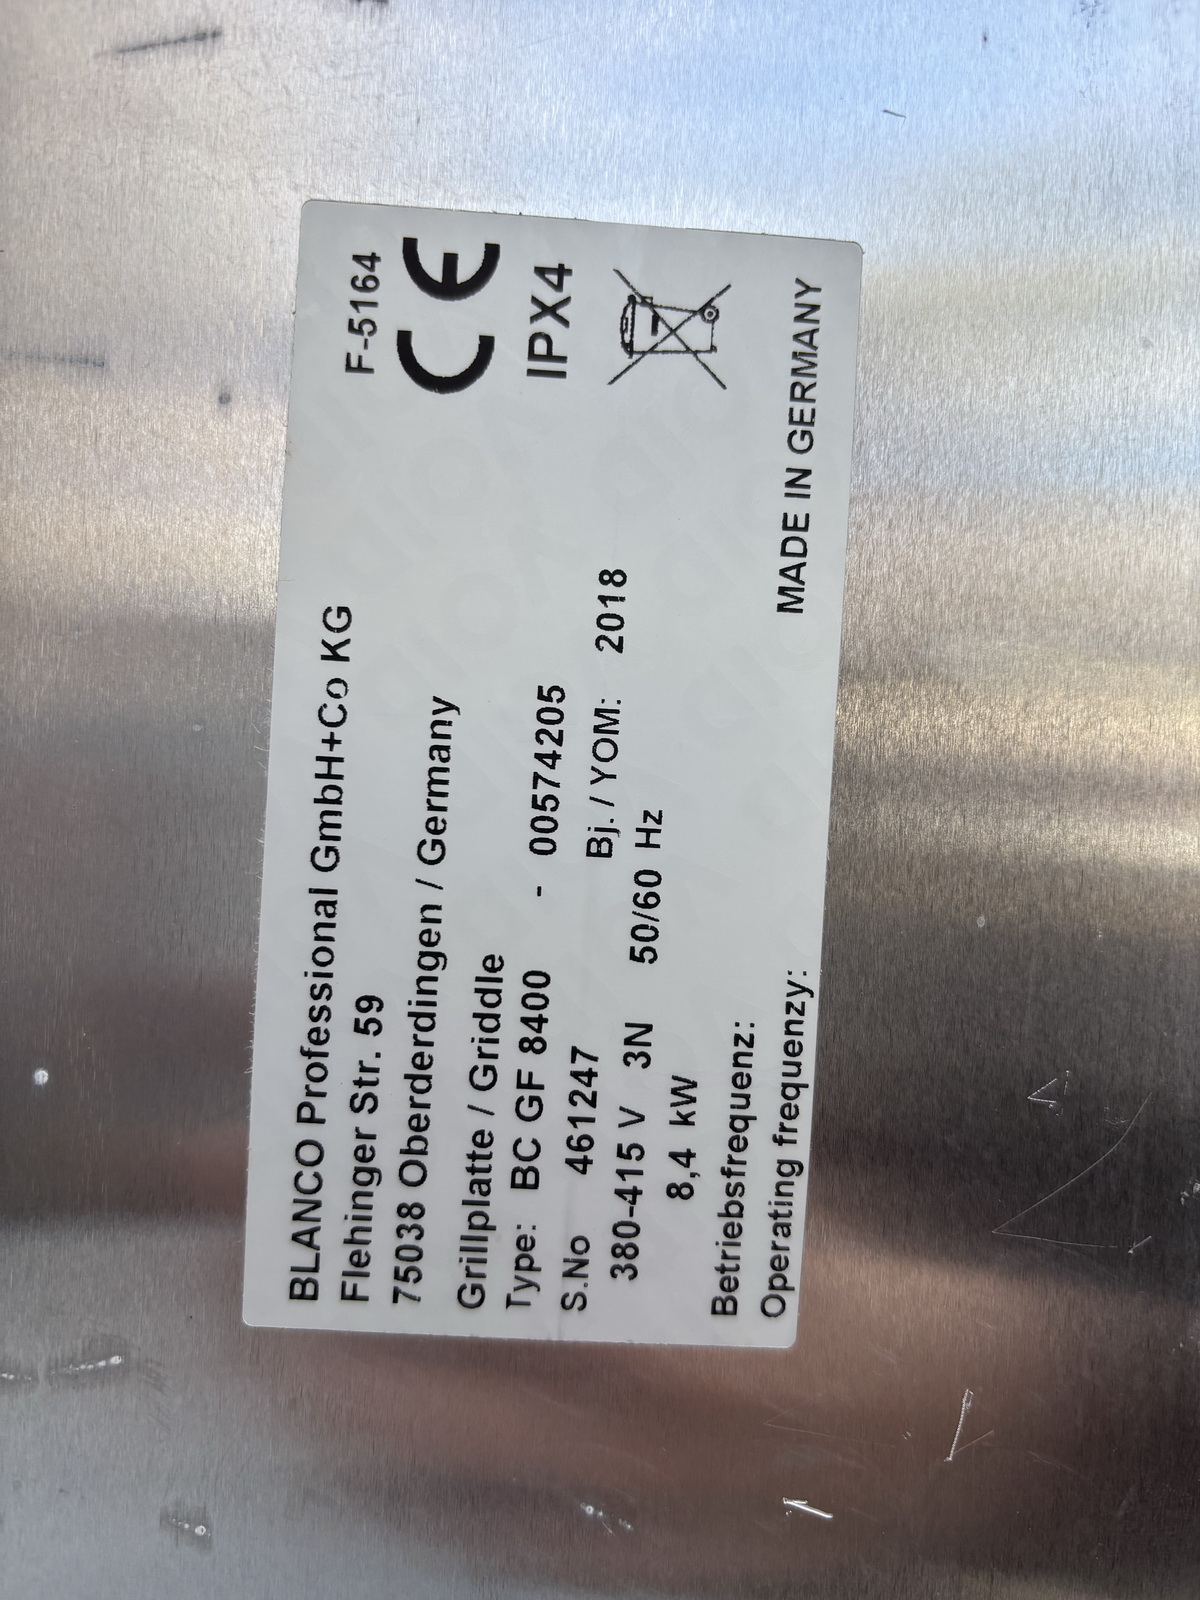 BLANCO Professional GmbH+Co KG
Flehinger Str. 59 F-5164
75038 Oberderdingen / Germany
CE
Grillplatte / Griddle
Type: BC GF 8400 - 00574205 IPX4
S.No 461247 Bj. / YOM: 2018
380-415 V 3N 50/60 Hz
8,4 kW
Betriebsfrequenz:
Operating frequenzy: MADE IN GERMANY